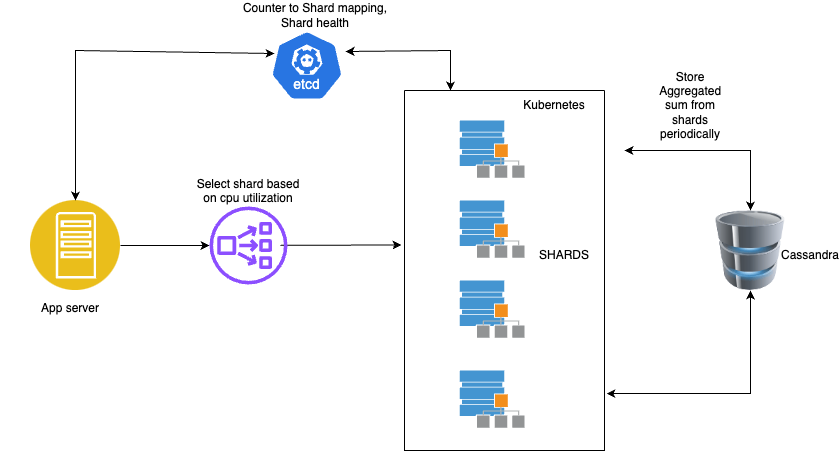 Counter to Shard mapping,
Shard health
etcd
Kubernetes
Store
Aggregated
sum from
shards
periodically
Select shard based
on cpu utilization
SHARDS
Cassandra
App server